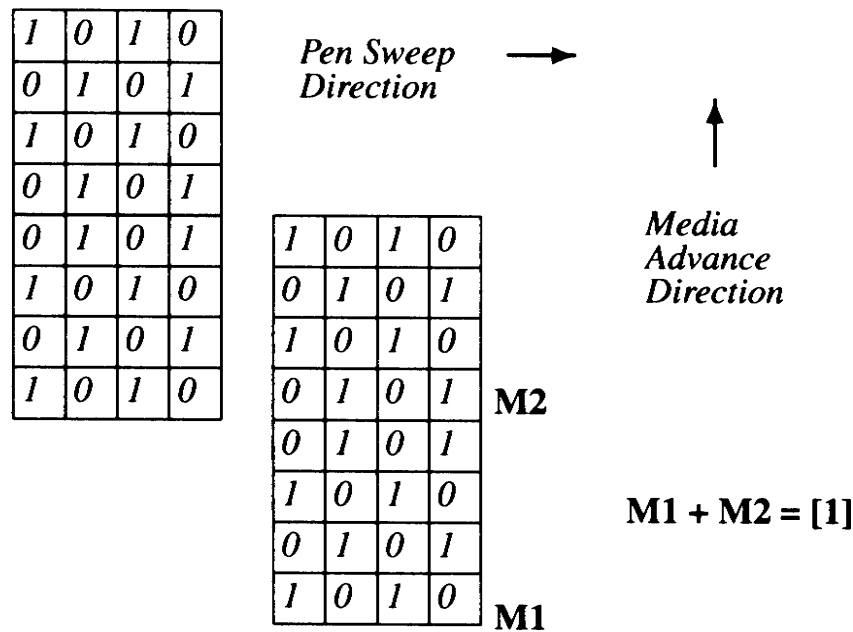 1 0 1 0
0 1 0 1
1 0 1 0
0 1 0 1
0 1 0 1
1 0 1 0
0 1 0 1
1 0 1 0
Pen Sweep
Direction
Media
Advance
Direction
1 0 1 0
0 1 0 1
1 0 1 0
0 1 0 1 M2
0 1 0 1
1 0 1 0
0 1 0 1
1 0 1 0 M1
M1 + M2 = [1]